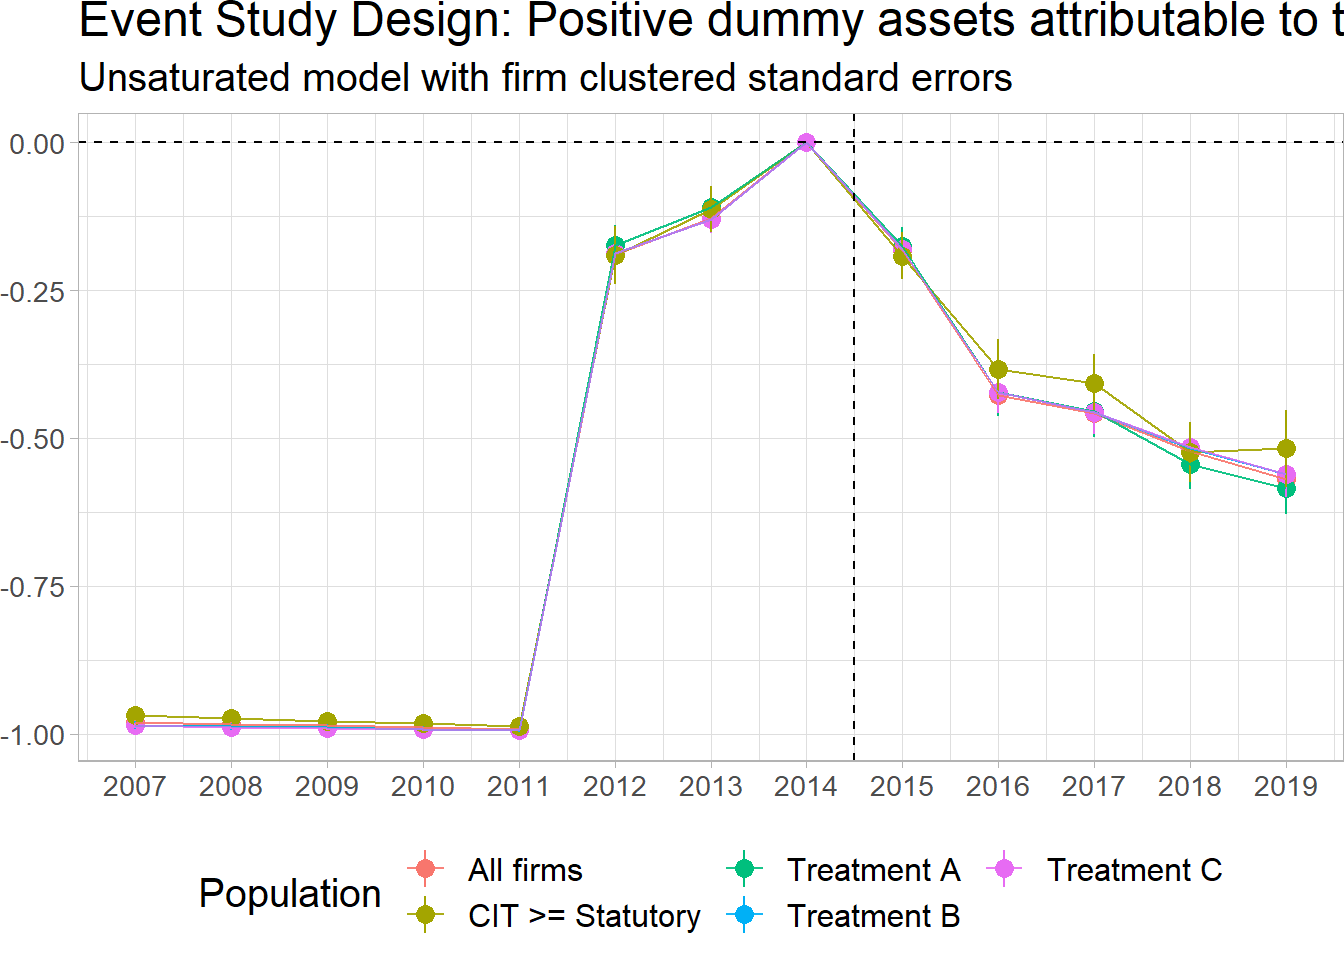 Event Study Design: Positive dummy assets attributable to
Unsaturated model with firm clustered standard errors
0.00
-0.25
-0.50
-0.75
-1.00
2007 2008 2009 2010 2011 2012 2013 2014 2015 2016 2017 2018 2019
Population
All firms
CIT >= Statutory
Treatment A
Treatment B
Treatment C